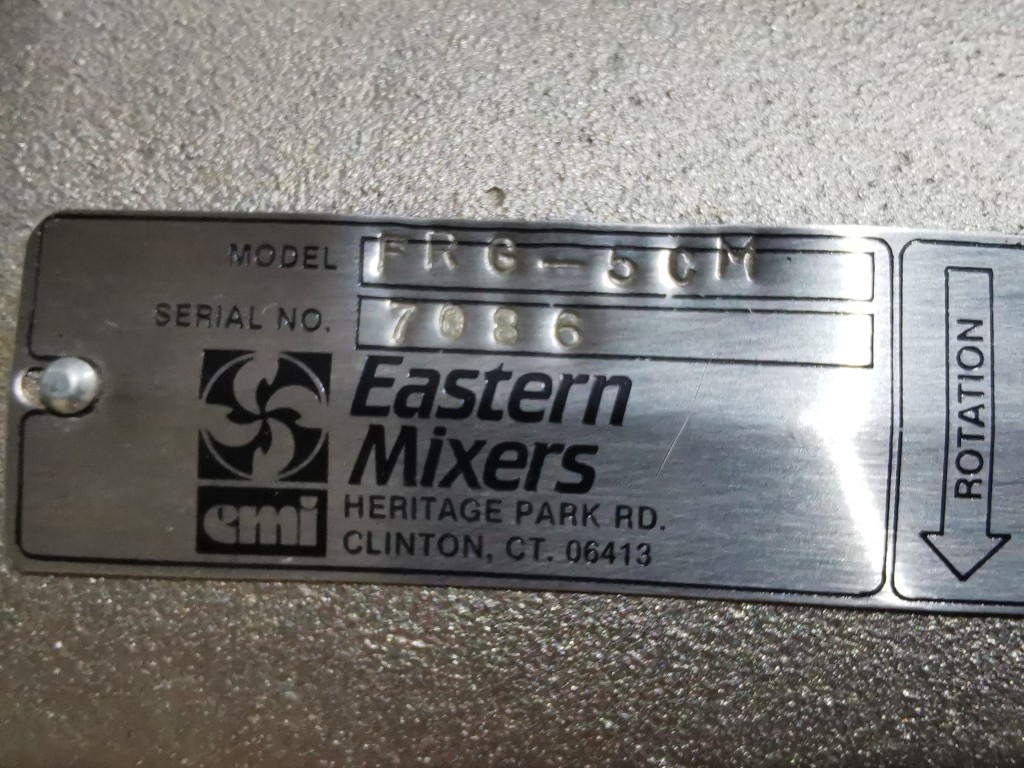 MODEL FRG-5CM
SERIAL NO. 7086
Eastern
Mixers
emi
HERITAGE PARK RD.
CLINTON, CT. 06413
ROTATION